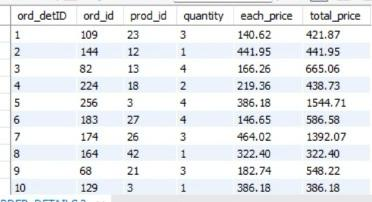 ord_detID ord_id prod_id quantity each_price total_price
1 109 23 3 140.62 421.87
2 144 12 1 441.95 441.95
3 82 13 4 166.26 665.06
4 224 18 2 219.36 438.73
5 256 3 4 386.18 1544.71
6 183 27 4 146.65 586.58
7 174 26 3 464.02 1392.07
8 164 42 1 322.40 322.40
9 68 21 3 182.74 548.22
10 129 3 1 386.18 386.18